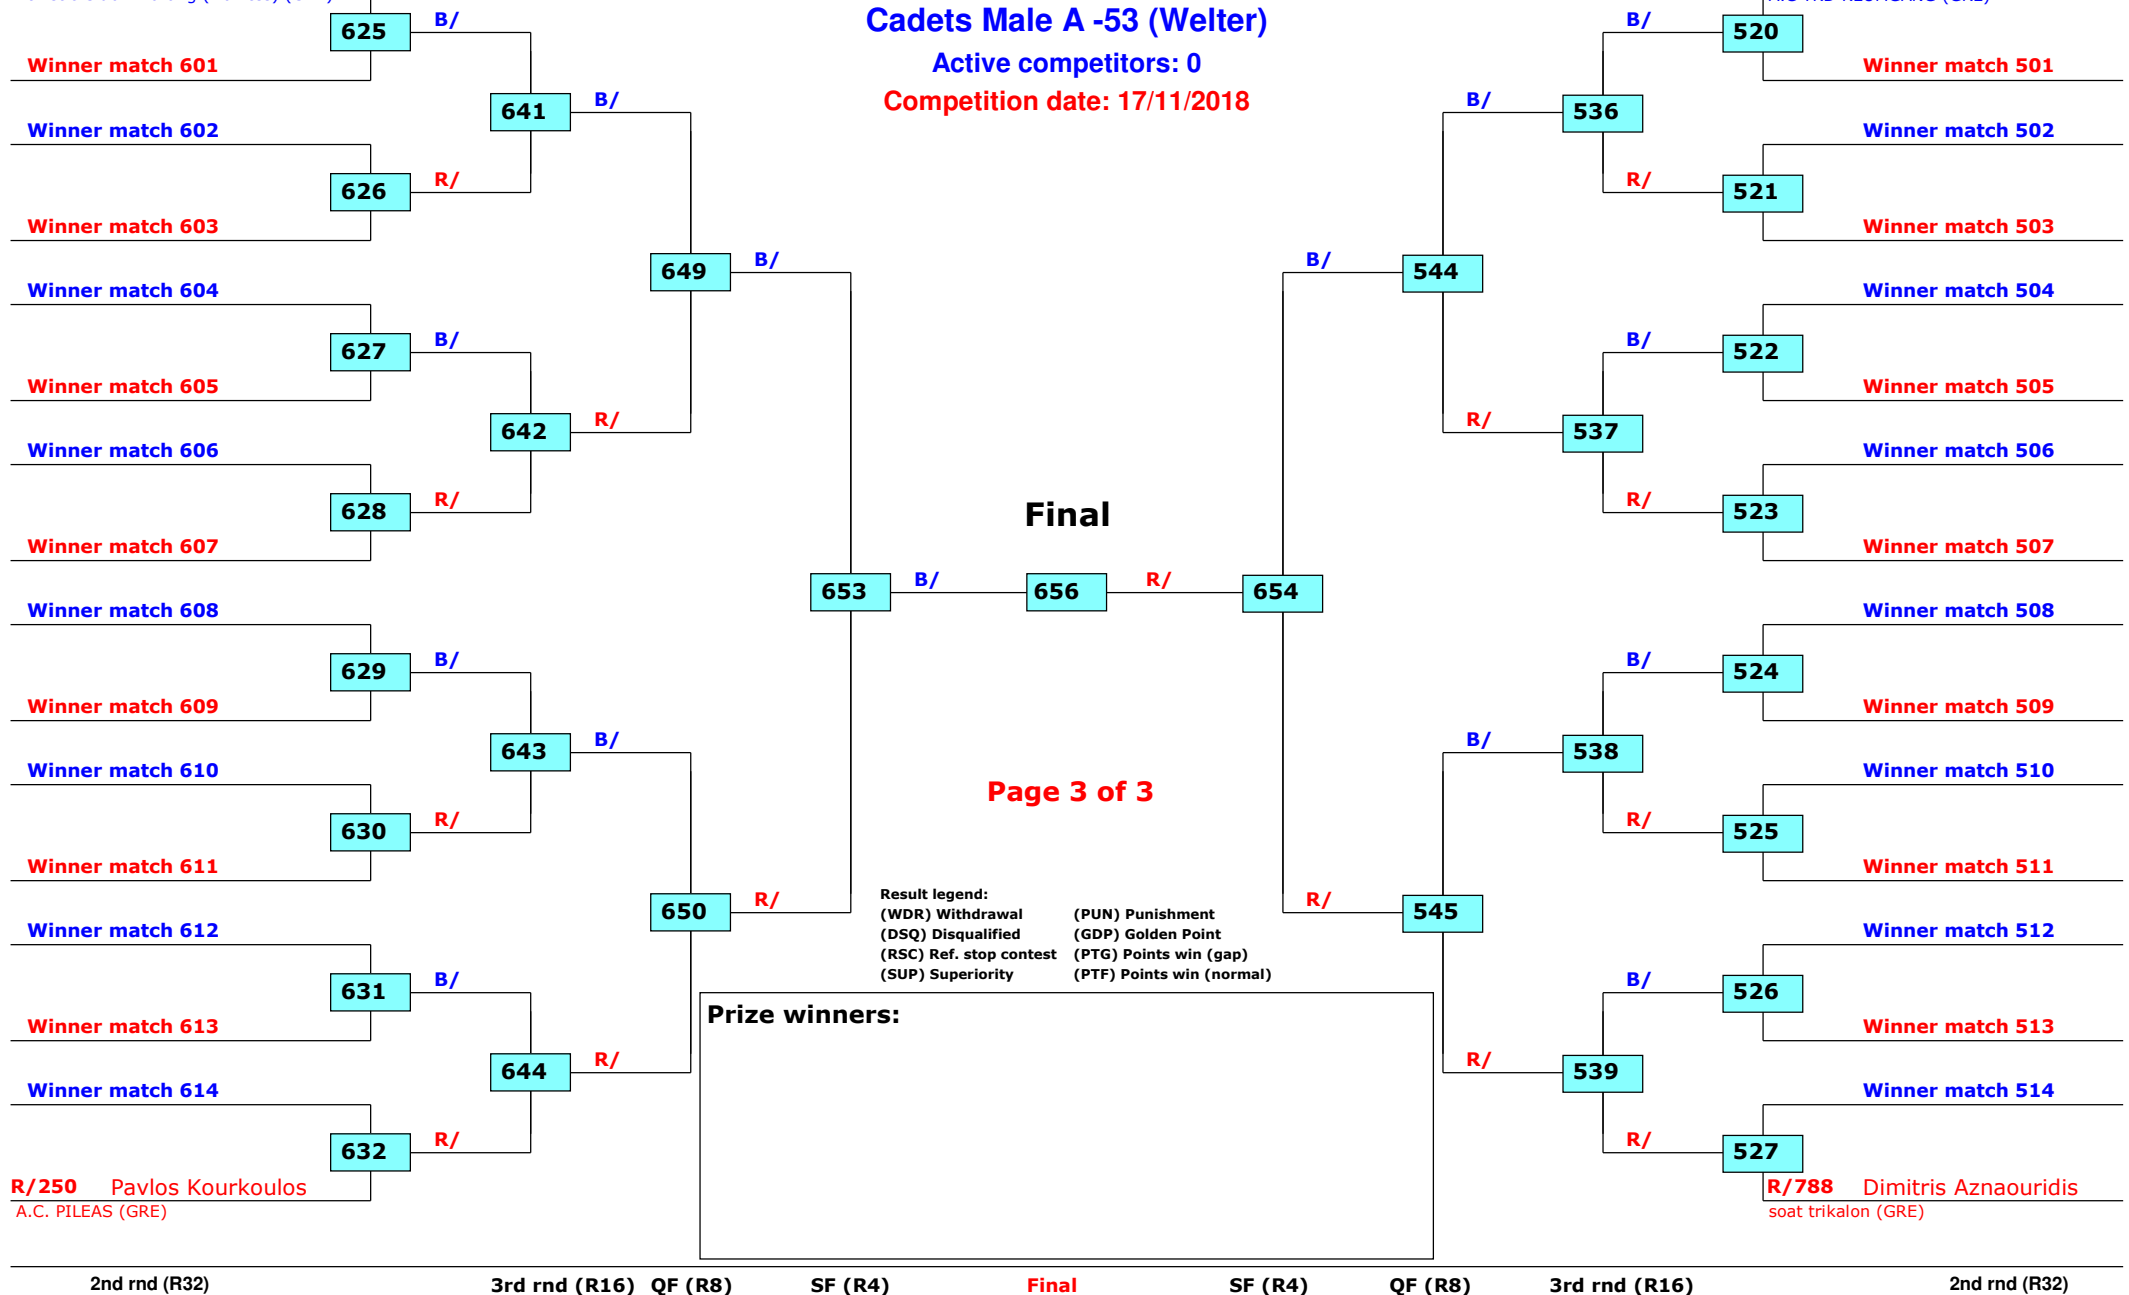 Cadets Male A -53 (Welter)
Active competitors: 0
Competition date: 17/11/2018
625
B/
Winner match 601
641
B/
Winner match 602
626
R/
Winner match 603
649
B/
Winner match 604
627
B/
Winner match 605
642
R/
Winner match 606
628
R/
Winner match 607
653
B/
Winner match 608
629
B/
Winner match 609
643
B/
Winner match 610
630
R/
Winner match 611
650
R/
Winner match 612
631
B/
Winner match 613
644
R/
Winner match 614
632
R/
R/250 Pavlos Kourkoulos
A.C. PILEAS (GRE)
Final
656
R/
654
Page 3 of 3
Result legend:
(WDR) Withdrawal (PUN) Punishment
(DSQ) Disqualified (GDP) Golden Point
(RSC) Ref. stop contest (PTG) Points win (gap)
(SUP) Superiority (PTF) Points win (normal)
Prize winners:
B/
520
Winner match 501
B/
536
Winner match 502
R/
521
Winner match 503
B/
544
Winner match 504
B/
522
Winner match 505
R/
537
Winner match 506
R/
523
Winner match 507
Winner match 508
B/
524
Winner match 509
B/
538
Winner match 510
R/
525
Winner match 511
R/
545
Winner match 512
B/
526
Winner match 513
R/
539
Winner match 514
R/
527
R/788 Dimitris Aznaouridis
soat trikalon (GRE)
2nd rnd (R32) 3rd rnd (R16) QF (R8) SF (R4) Final SF (R4) QF (R8) 3rd rnd (R16) 2nd rnd (R32)